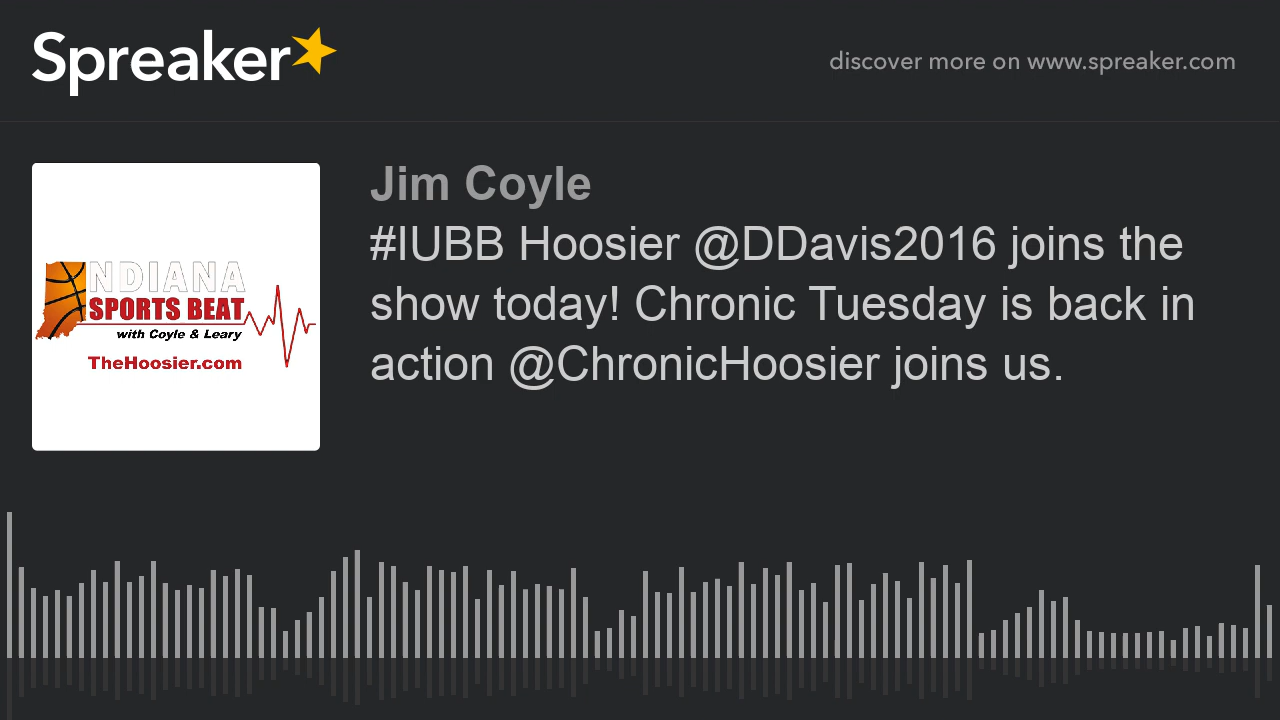 Spreaker
discover more on www.spreaker.com
Jim Coyle
#IUBB Hoosier @DDavis2016 joins the
show today! Chronic Tuesday is back in
action @ChronicHoosier joins us.
NDIANA
SPORTS BEAT
with Coyle & Leary
TheHoosier.com